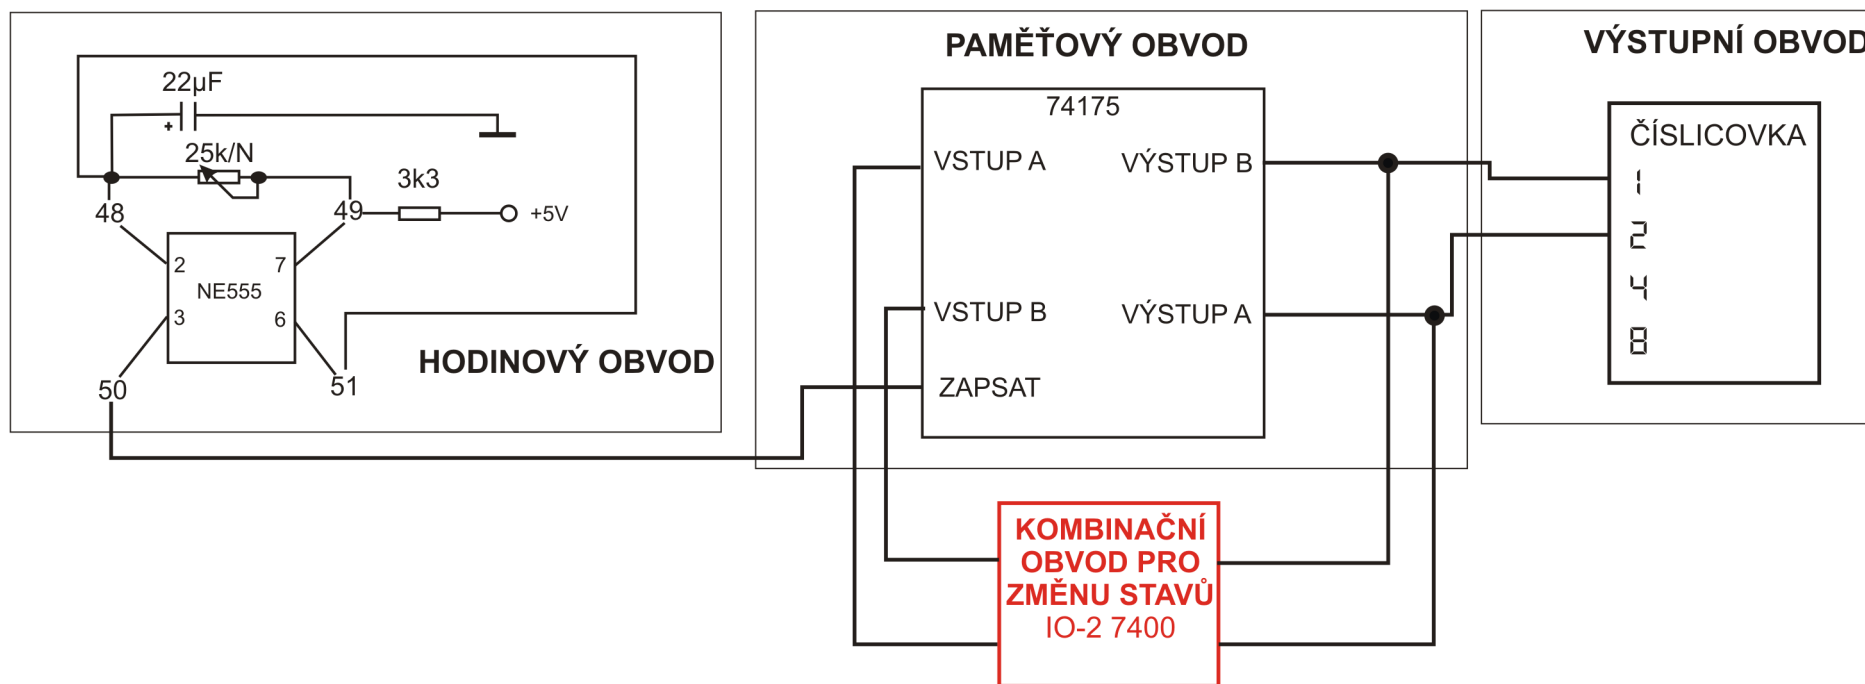 22µF
25k/N
3k3
48
49
+5V
2
7
NE555
3
6
50
51
HODINOVÝ OBVOD
PAMĚŤOVÝ OBVOD
74175
VSTUP A
VÝSTUP B
VSTUP B
VÝSTUP A
ZAPSAT
VÝSTUPNÍ OBVOD
ČÍSLICOVKA
1
2
4
8
KOMBINAČNÍ
OBVOD PRO
ZMĚNU STAVŮ
IO-2 7400